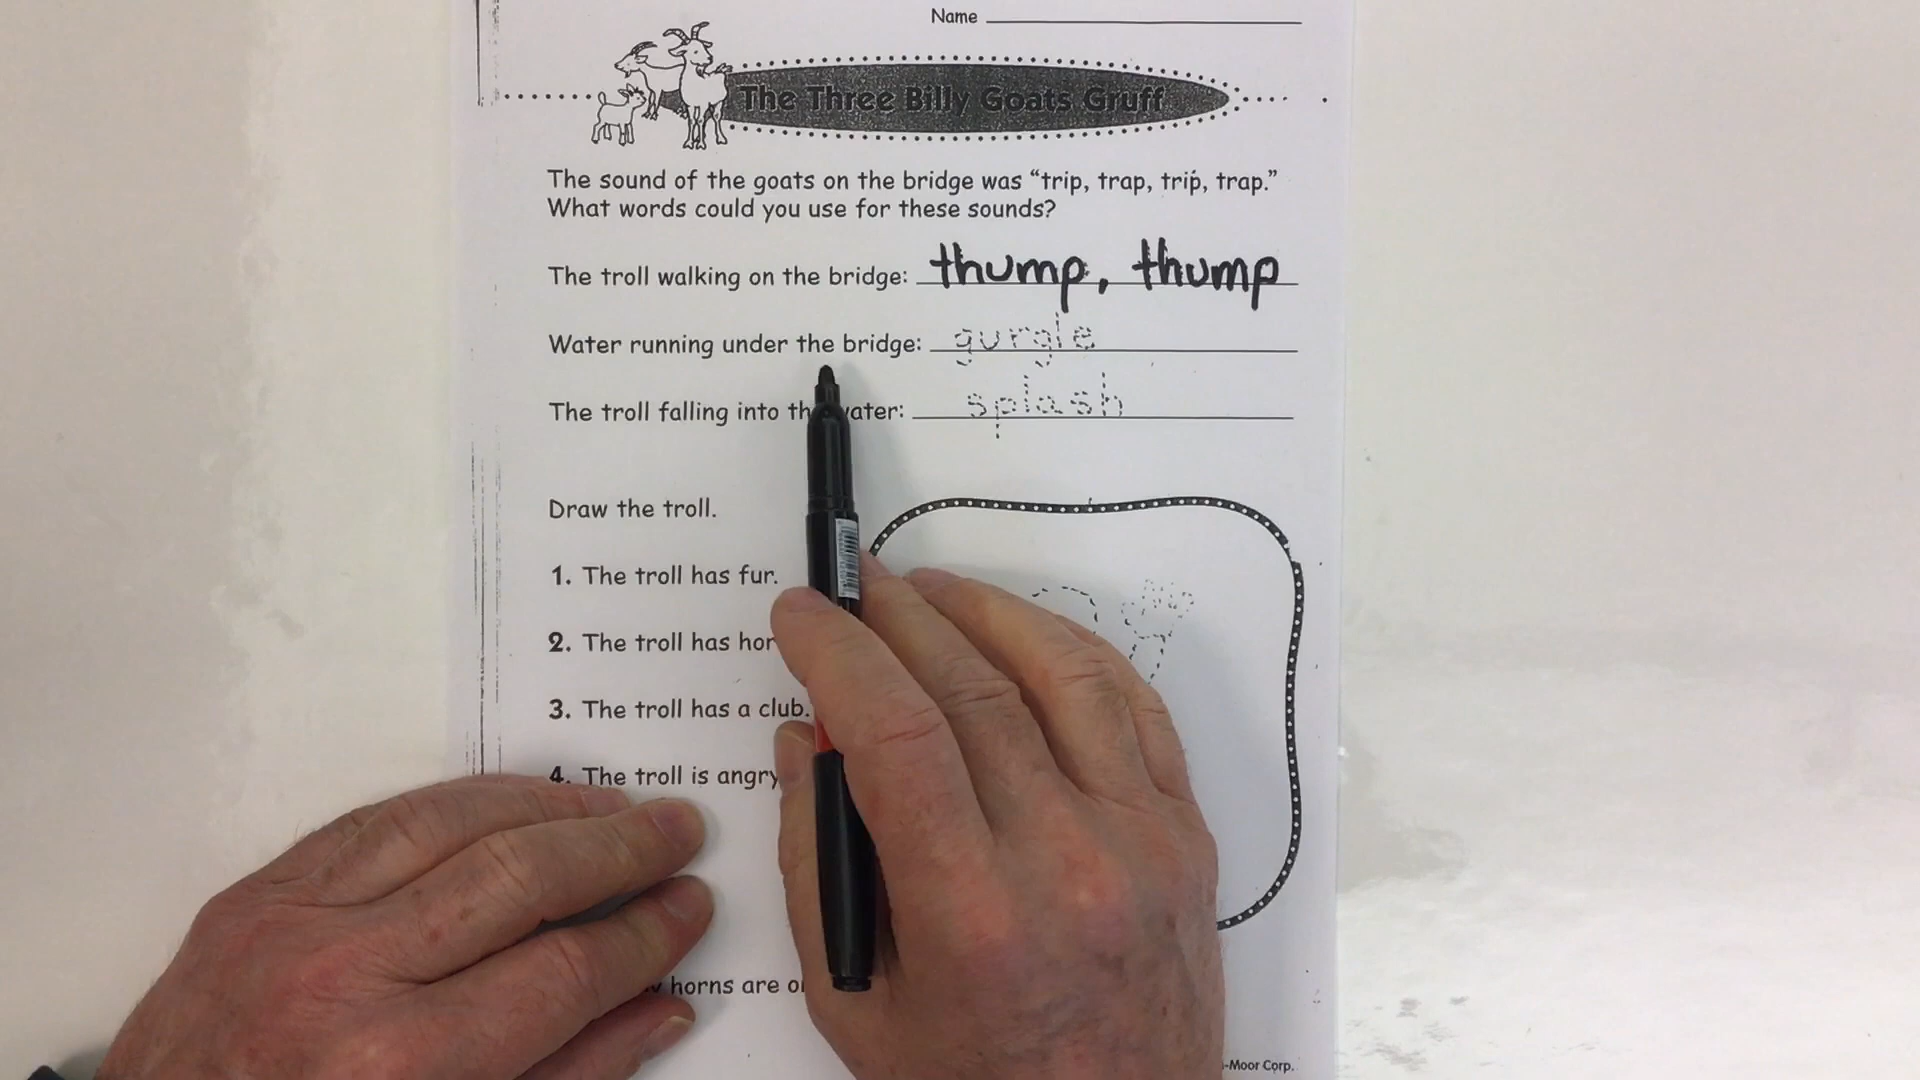 Name
The Three Billy Goats Gruff
The sound of the goats on the bridge was “trip, trap, trip, trap.”
What words could you use for these sounds?
The troll walking on the bridge: thump, thump
Water running under the bridge: gurgle
The troll falling into the water: splash
Draw the troll.
1. The troll has fur.
2. The troll has
3. The troll has a club.
4. The troll is angry
horns are
-Moor Corp.